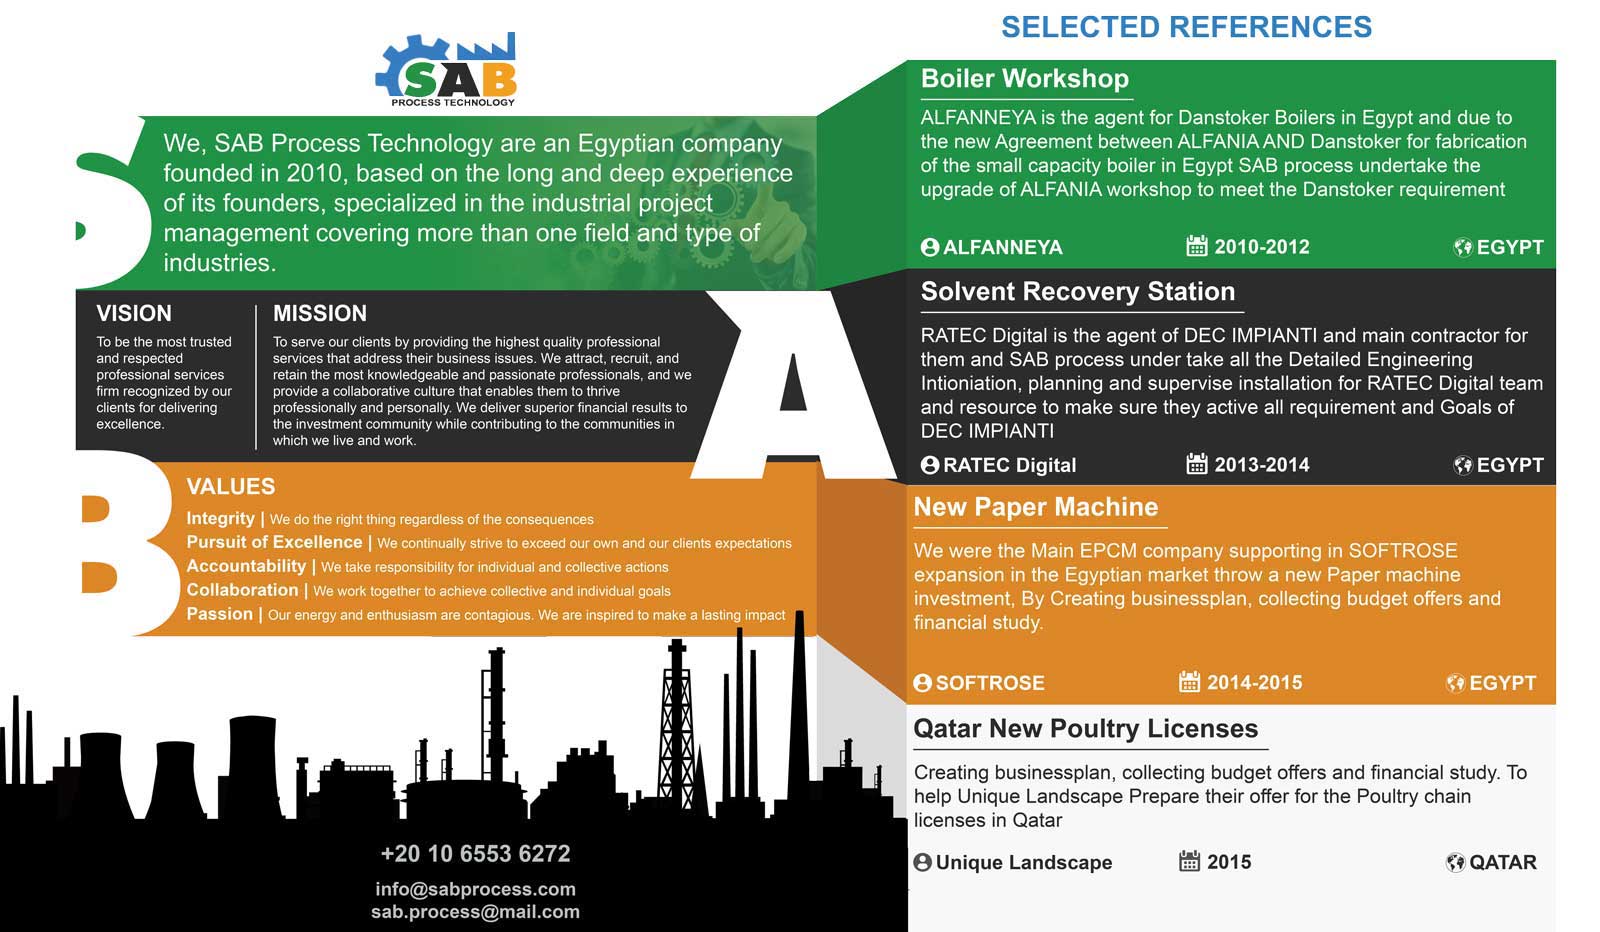 SAB
PROCESS TECHNOLOGY
S
We, SAB Process Technology are an Egyptian company
founded in 2010, based on the long and deep experience
of its founders, specialized in the industrial project
management covering more than one field and type of
industries.
VISION
To be the most trusted
and respected
professional services
firm recognized by our
clients for delivering
excellence.
MISSION
To serve our clients by providing the highest quality professional
services that address their business issues. We attract, recruit, and
retain the most knowledgeable and passionate professionals, and we
provide a collaborative culture that enables them to thrive
professionally and personally. We deliver superior financial results to
the investment community while contributing to the communities in
which we live and work.
A
B
VALUES
Integrity | We do the right thing regardless of the consequences
Pursuit of Excellence | We continually strive to exceed our own and our clients expectations
Accountability | We take responsibility for individual and collective actions
Collaboration | We work together to achieve collective and individual goals
Passion | Our energy and enthusiasm are contagious. We are inspired to make a lasting impact
+20 10 6553 6272
info@sabprocess.com
sab.process@mail.com
SELECTED REFERENCES
Boiler Workshop
ALFANNEYA is the agent for Danstoker Boilers in Egypt and due to
the new Agreement between ALFANIA AND Danstoker for fabrication
of the small capacity boiler in Egypt SAB process undertake the
upgrade of ALFANIA workshop to meet the Danstoker requirement
ALFANNEYA 2010-2012 EGYPT
Solvent Recovery Station
RATEC Digital is the agent of DEC IMPIANTI and main contractor for
them and SAB process under take all the Detailed Engineering
Intioniation, planning and supervise installation for RATEC Digital team
and resource to make sure they active all requirement and Goals of
DEC IMPIANTI
RATEC Digital 2013-2014 EGYPT
New Paper Machine
We were the Main EPCM company supporting in SOFTROSE
expansion in the Egyptian market throw a new Paper machine
investment, By Creating businessplan, collecting budget offers and
financial study.
SOFTROSE 2014-2015 EGYPT
Qatar New Poultry Licenses
Creating businessplan, collecting budget offers and financial study. To
help Unique Landscape Prepare their offer for the Poultry chain
licenses in Qatar
Unique Landscape 2015 QATAR